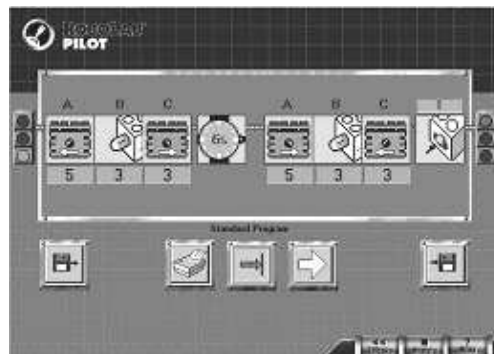 ROBOLAB
PILOT
A B C A B C 1
6s.
5 3 3 5 3 3
Standard Program